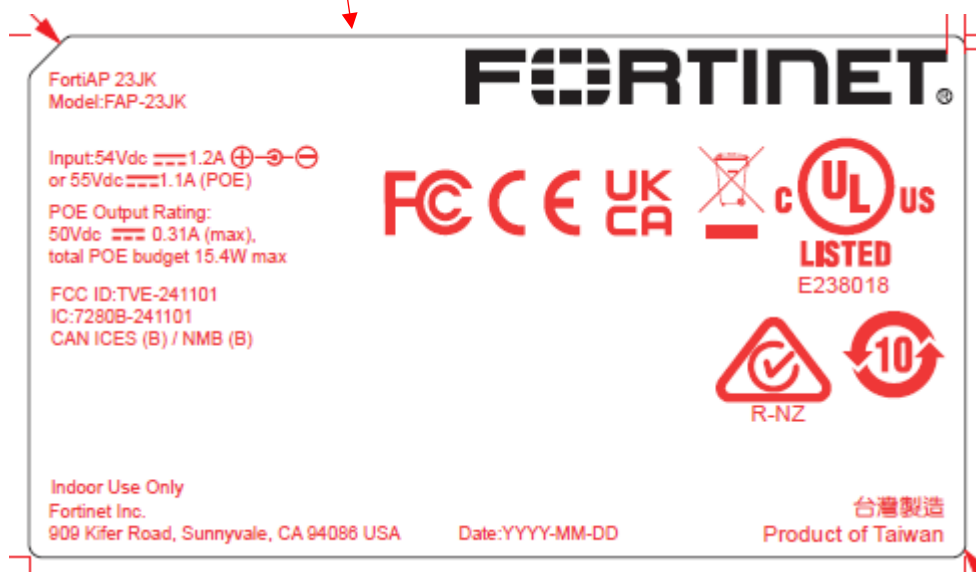 FORTINET®
FortiAP 23JK
Model:FAP-23JK
Input:54Vdc 1.2A
or 55Vdc 1.1A (POE)
POE Output Rating:
50Vdc 0.31A (max),
total POE budget 15.4W max
FCC ID:TVE-241101
IC:7280B-241101
CAN ICES (B) / NMB (B)
FC CE UK
CA
C UL US
LISTED
E238018
10
R-NZ
Indoor Use Only
Fortinet Inc.
909 Kifer Road, Sunnyvale, CA 94086 USA
Date:YYYY-MM-DD
台灣製造
Product of Taiwan